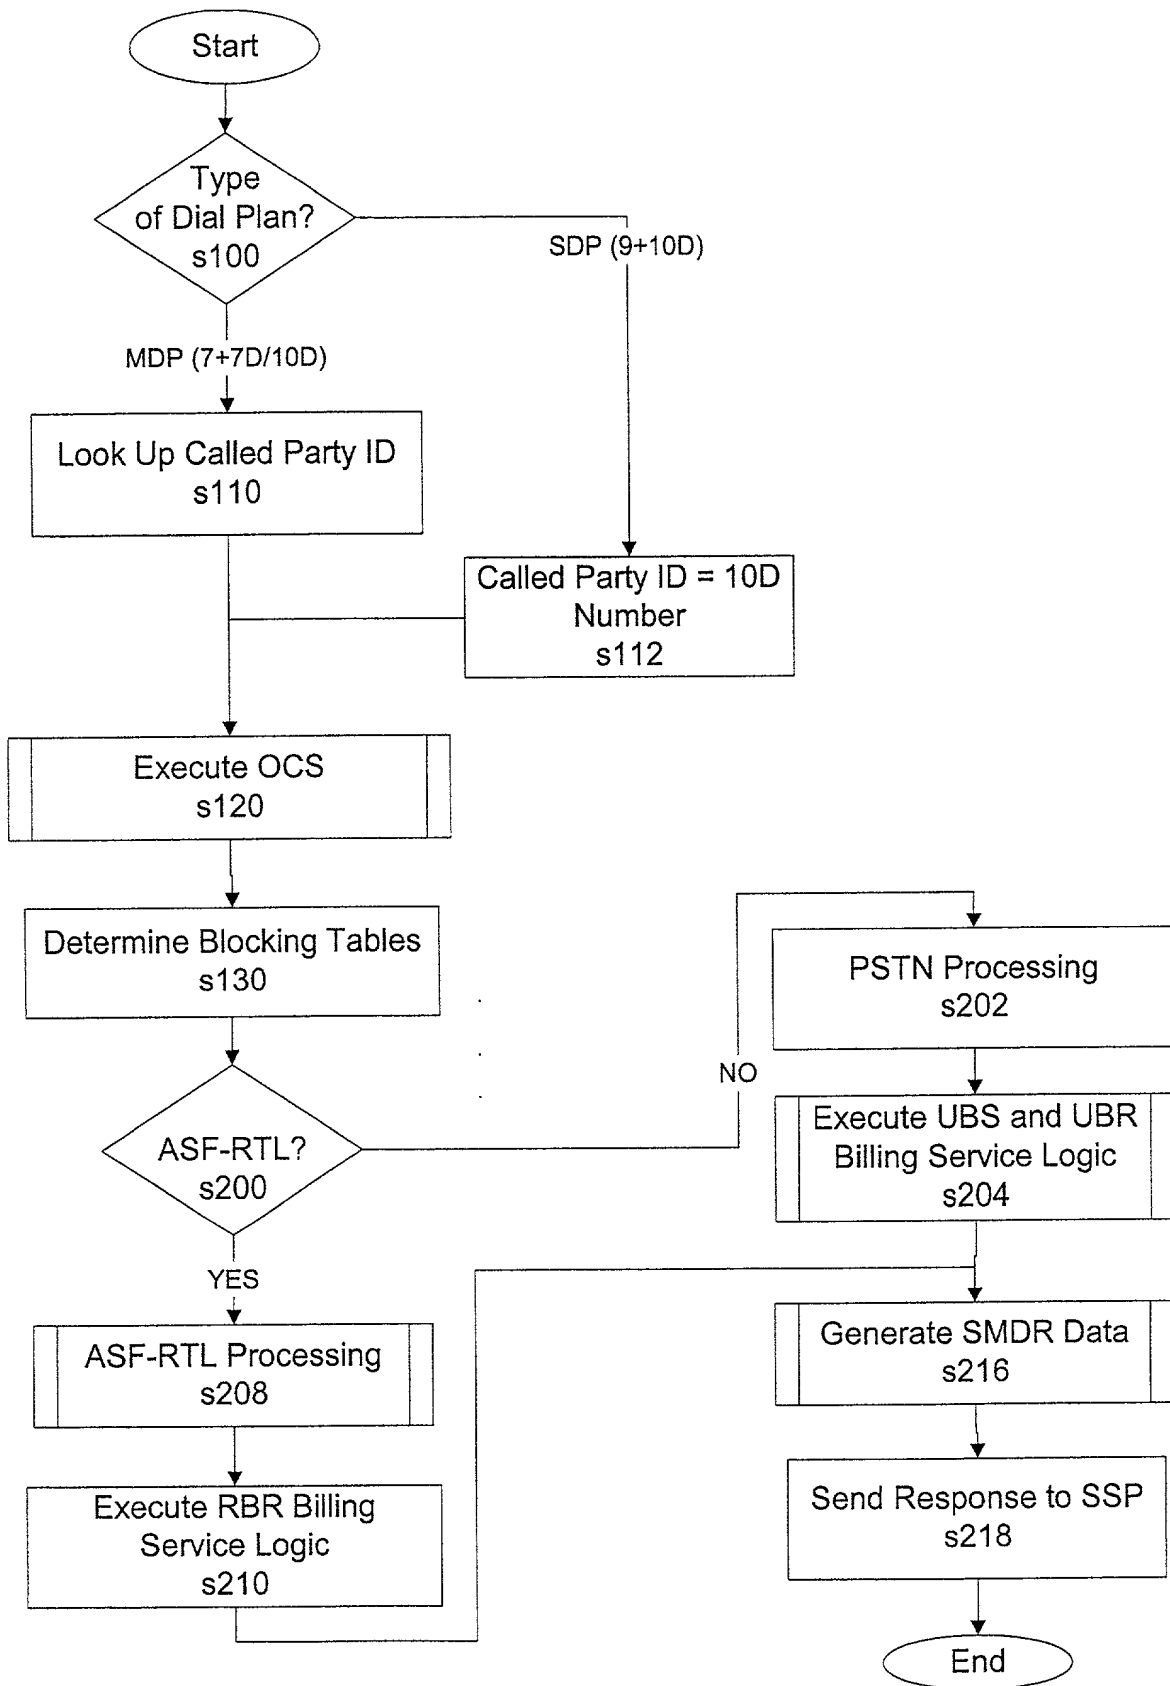 Start
Type
of Dial Plan?
s100
SDP (9+10D)
MDP (7+7D/10D)
Look Up Called Party ID
s110
Called Party ID = 10D
Number
s112
Execute OCS
s120
Determine Blocking Tables
s130
ASF-RTL?
s200
NO
YES
PSTN Processing
s202
Execute UBS and UBR
Billing Service Logic
s204
ASF-RTL Processing
s208
Execute RBR Billing
Service Logic
s210
Generate SMDR Data
s216
Send Response to SSP
s218
End